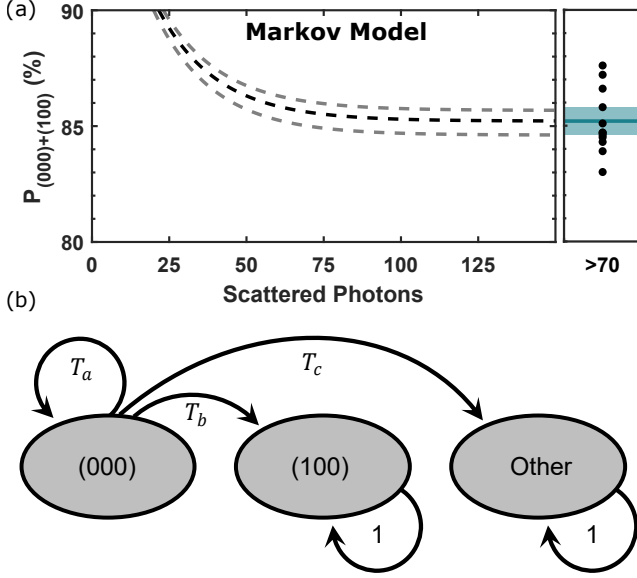 (a)
Markov Model
P(000)+(100) (%)
90
85
80
0 25 50 75 100 125
>70
Scattered Photons
(b)
Ta
Tb
Tc
(000)
(100)
Other
1
1